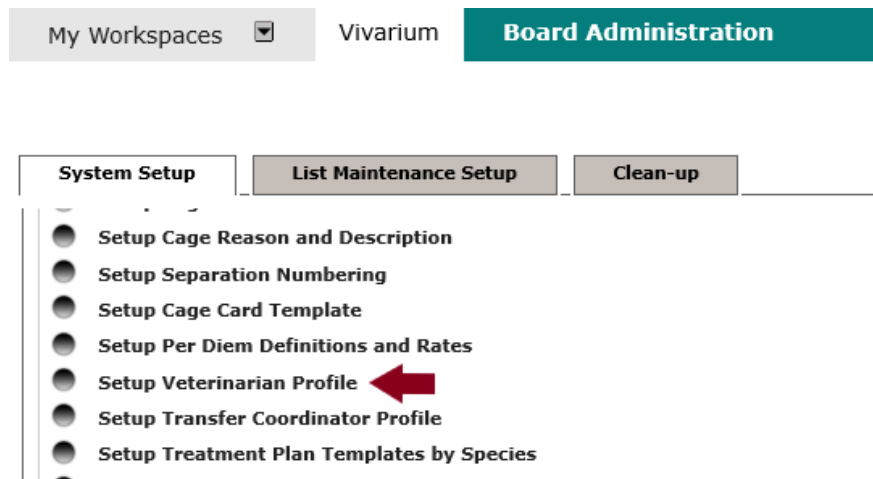 My Workspaces Vivarium Board Administration
System Setup List Maintenance Setup Clean-up
Setup Cage Reason and Description
Setup Separation Numbering
Setup Cage Card Template
Setup Per Diem Definitions and Rates
Setup Veterinarian Profile
Setup Transfer Coordinator Profile
Setup Treatment Plan Templates by Species